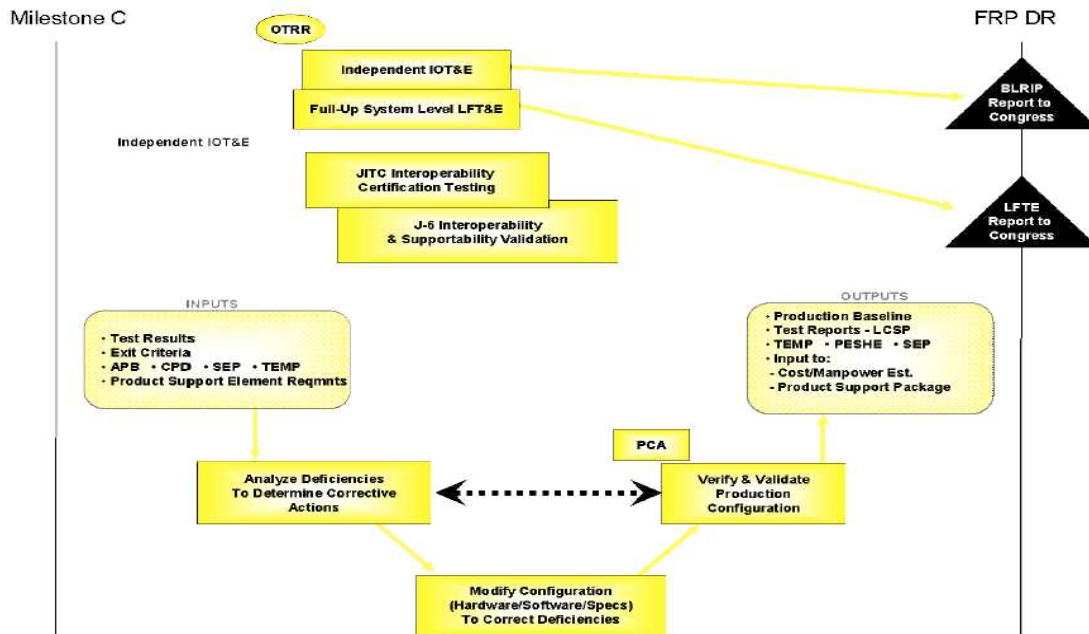 Milestone C
FRP DR
OTRR
Independent IOT&E
Full-Up System Level LFT&E
BLRIP
Report to
Congress
Independent IOT&E
JITC Interoperability
Certification Testing
J-6 Interoperability
& Supportability Validation
LFTE
Report to
Congress
INPUTS
• Test Results
• Exit Criteria
• APB • CPD • SEP • TEMP
• Product Support Element Reqmnts
OUTPUTS
• Production Baseline
• Test Reports - LCSP
• TEMP • PESHE • SEP
• Input to:
- Cost/Manpower Est.
- Product Support Package
PCA
Analyze Deficiencies
To Determine Corrective
Actions
Verify & Validate
Production
Configuration
Modify Configuration
(Hardware/Software/Specs)
To Correct Deficiencies